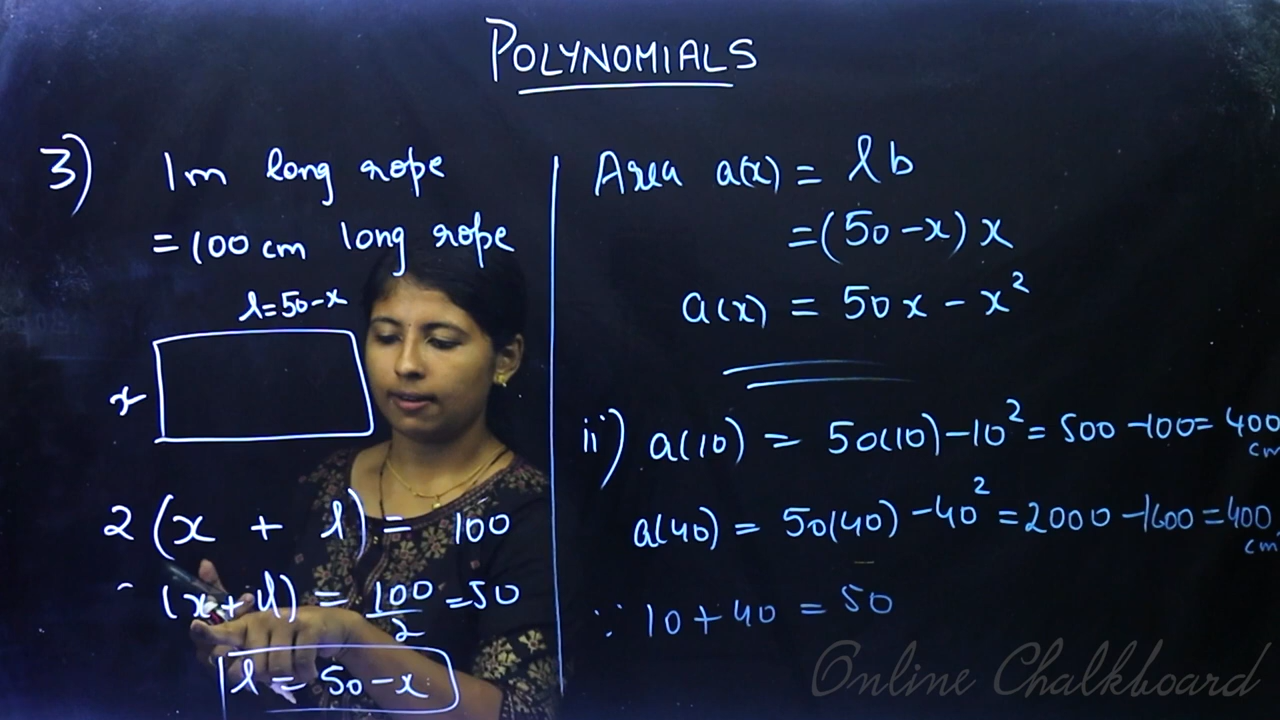 POLYNOMIALS
3) 1m long rope
= 100 cm long rope
l=50-x
x
2 (x + l) = 100
(x+l) = 100/2 =50
l = 50-x
Area a(x) = lb
=(50-x) x
a(x) = 50x - x²
ii) a(10) = 50(10)-10² = 500-100= 400
cm
a(40) = 50(40) -40² =2000 -1600=400
cm
∵ 10+40 = 50
Online Chalkboard